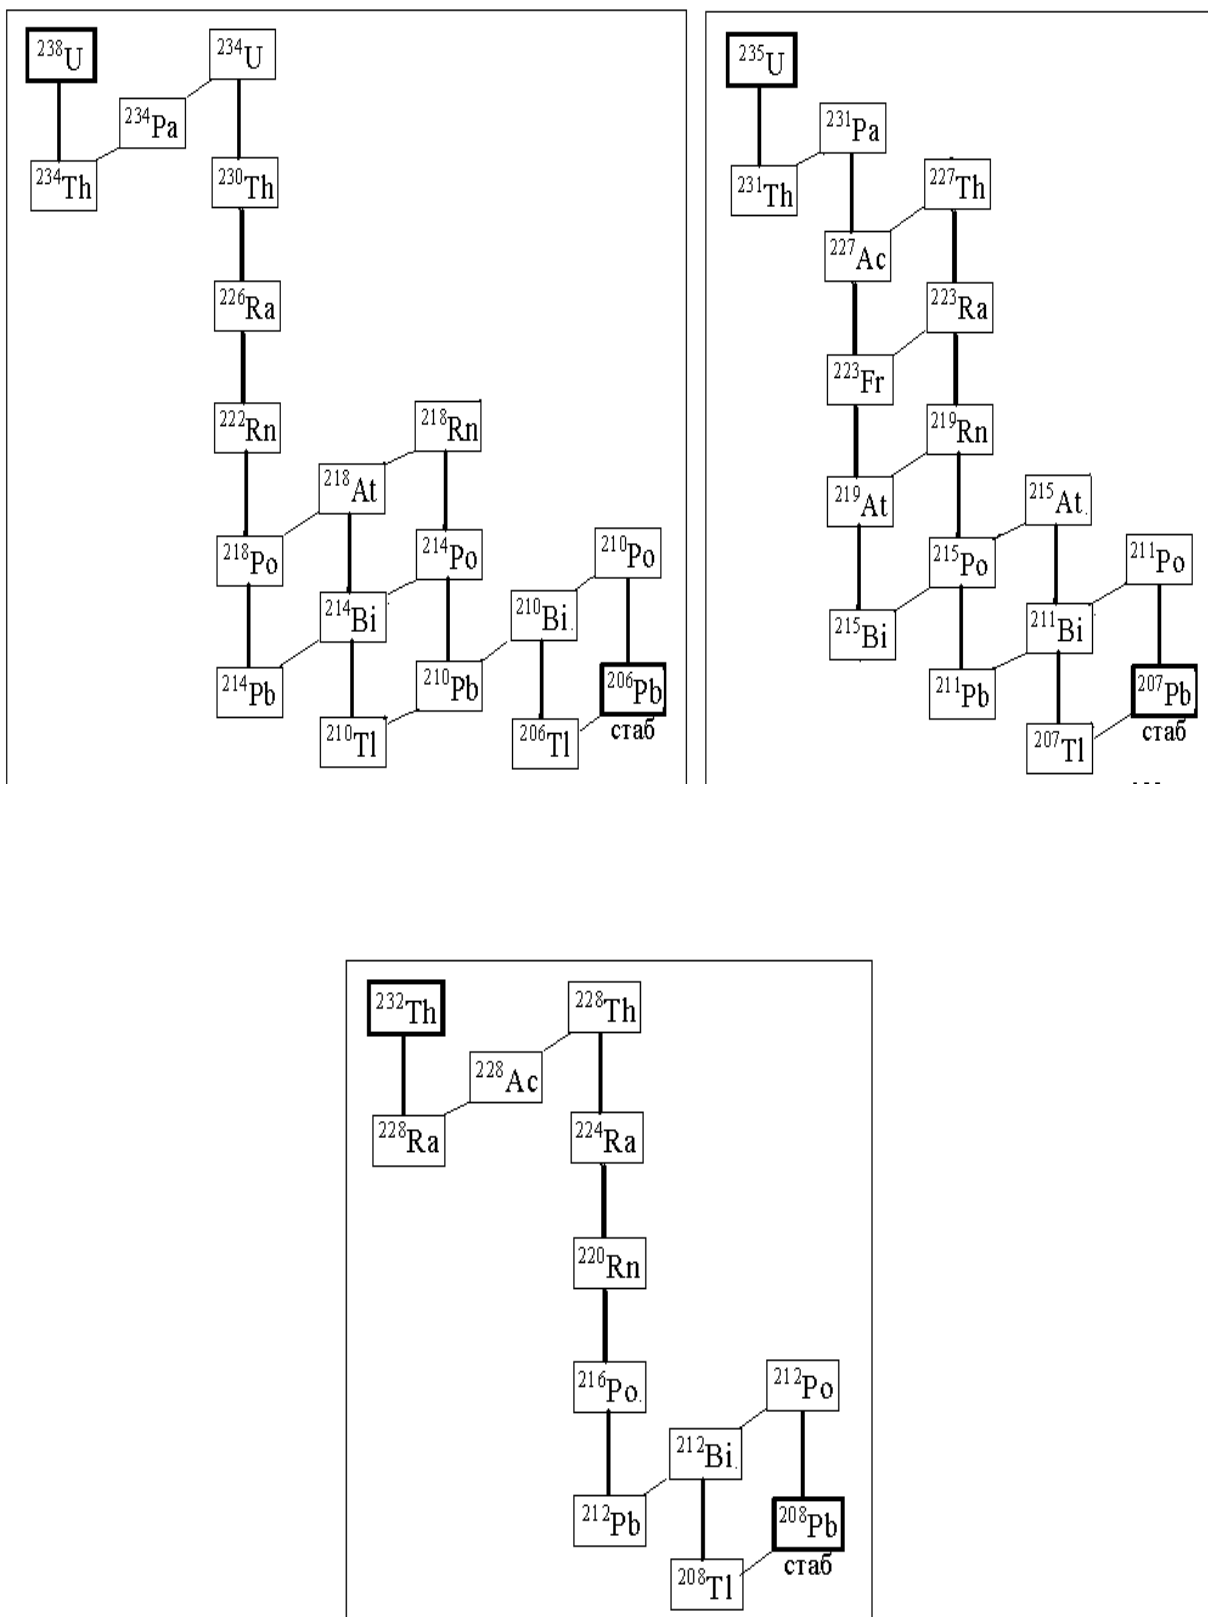 ²³⁸U
²³⁴U
²³⁴Pa
²³⁴Th
²³⁰Th
²²⁶Ra
²²²Rn
²¹⁸Rn
²¹⁸At
²¹⁸Po
²¹⁴Po
²¹⁰Po
²¹⁴Bi
²¹⁰Bi
²¹⁴Pb
²¹⁰Pb
²⁰⁶Pb
стаб
²¹⁰Tl
²⁰⁶Tl
²³⁵U
²³¹Pa
²³¹Th
²²⁷Th
²²⁷Ac
²²³Ra
²²³Fr
²¹⁹Rn
²¹⁹At
²¹⁵At
²¹⁵Po
²¹¹Po
²¹⁵Bi
²¹¹Bi
²¹¹Pb
²⁰⁷Pb
стаб
²⁰⁷Tl
²³²Th
²²⁸Th
²²⁸Ac
²²⁸Ra
²²⁴Ra
²²⁰Rn
²¹⁶Po
²¹²Po
²¹²Bi
²¹²Pb
²⁰⁸Pb
стаб
²⁰⁸Tl